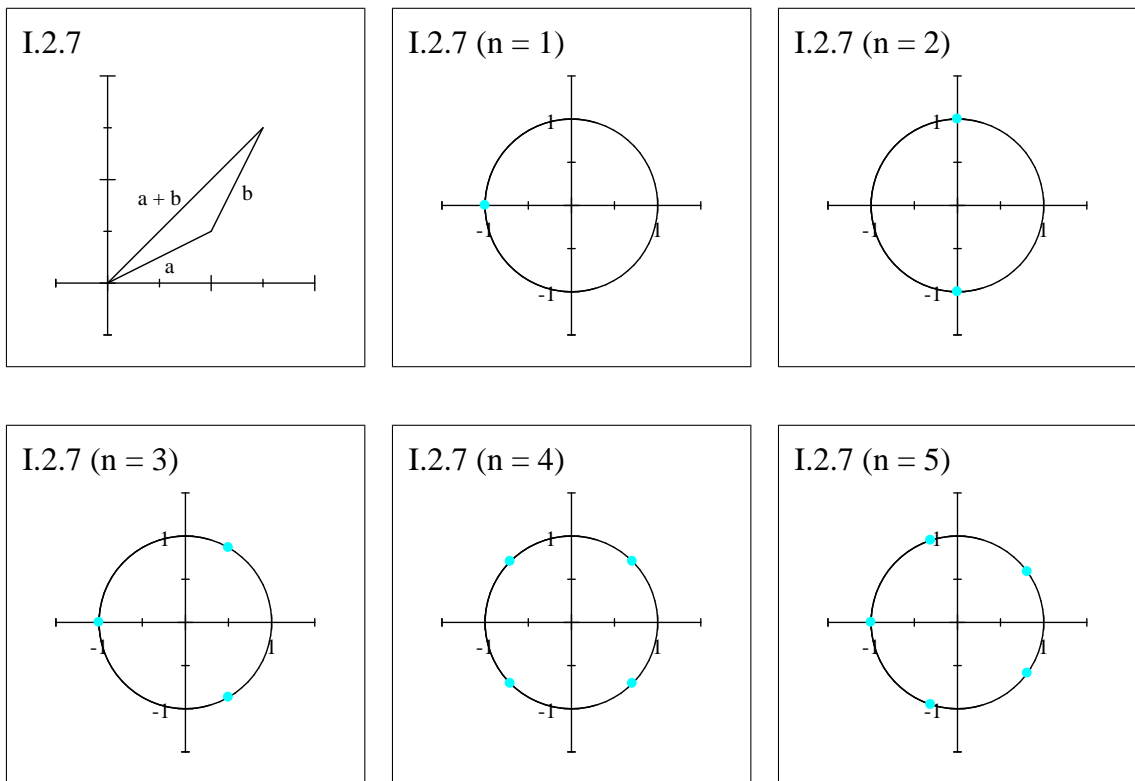 I.2.7
a + b
b
a
I.2.7 (n = 1)
1
-1
1
-1
I.2.7 (n = 2)
1
-1
1
-1
I.2.7 (n = 3)
1
-1
1
-1
I.2.7 (n = 4)
1
-1
1
-1
I.2.7 (n = 5)
1
-1
1
-1